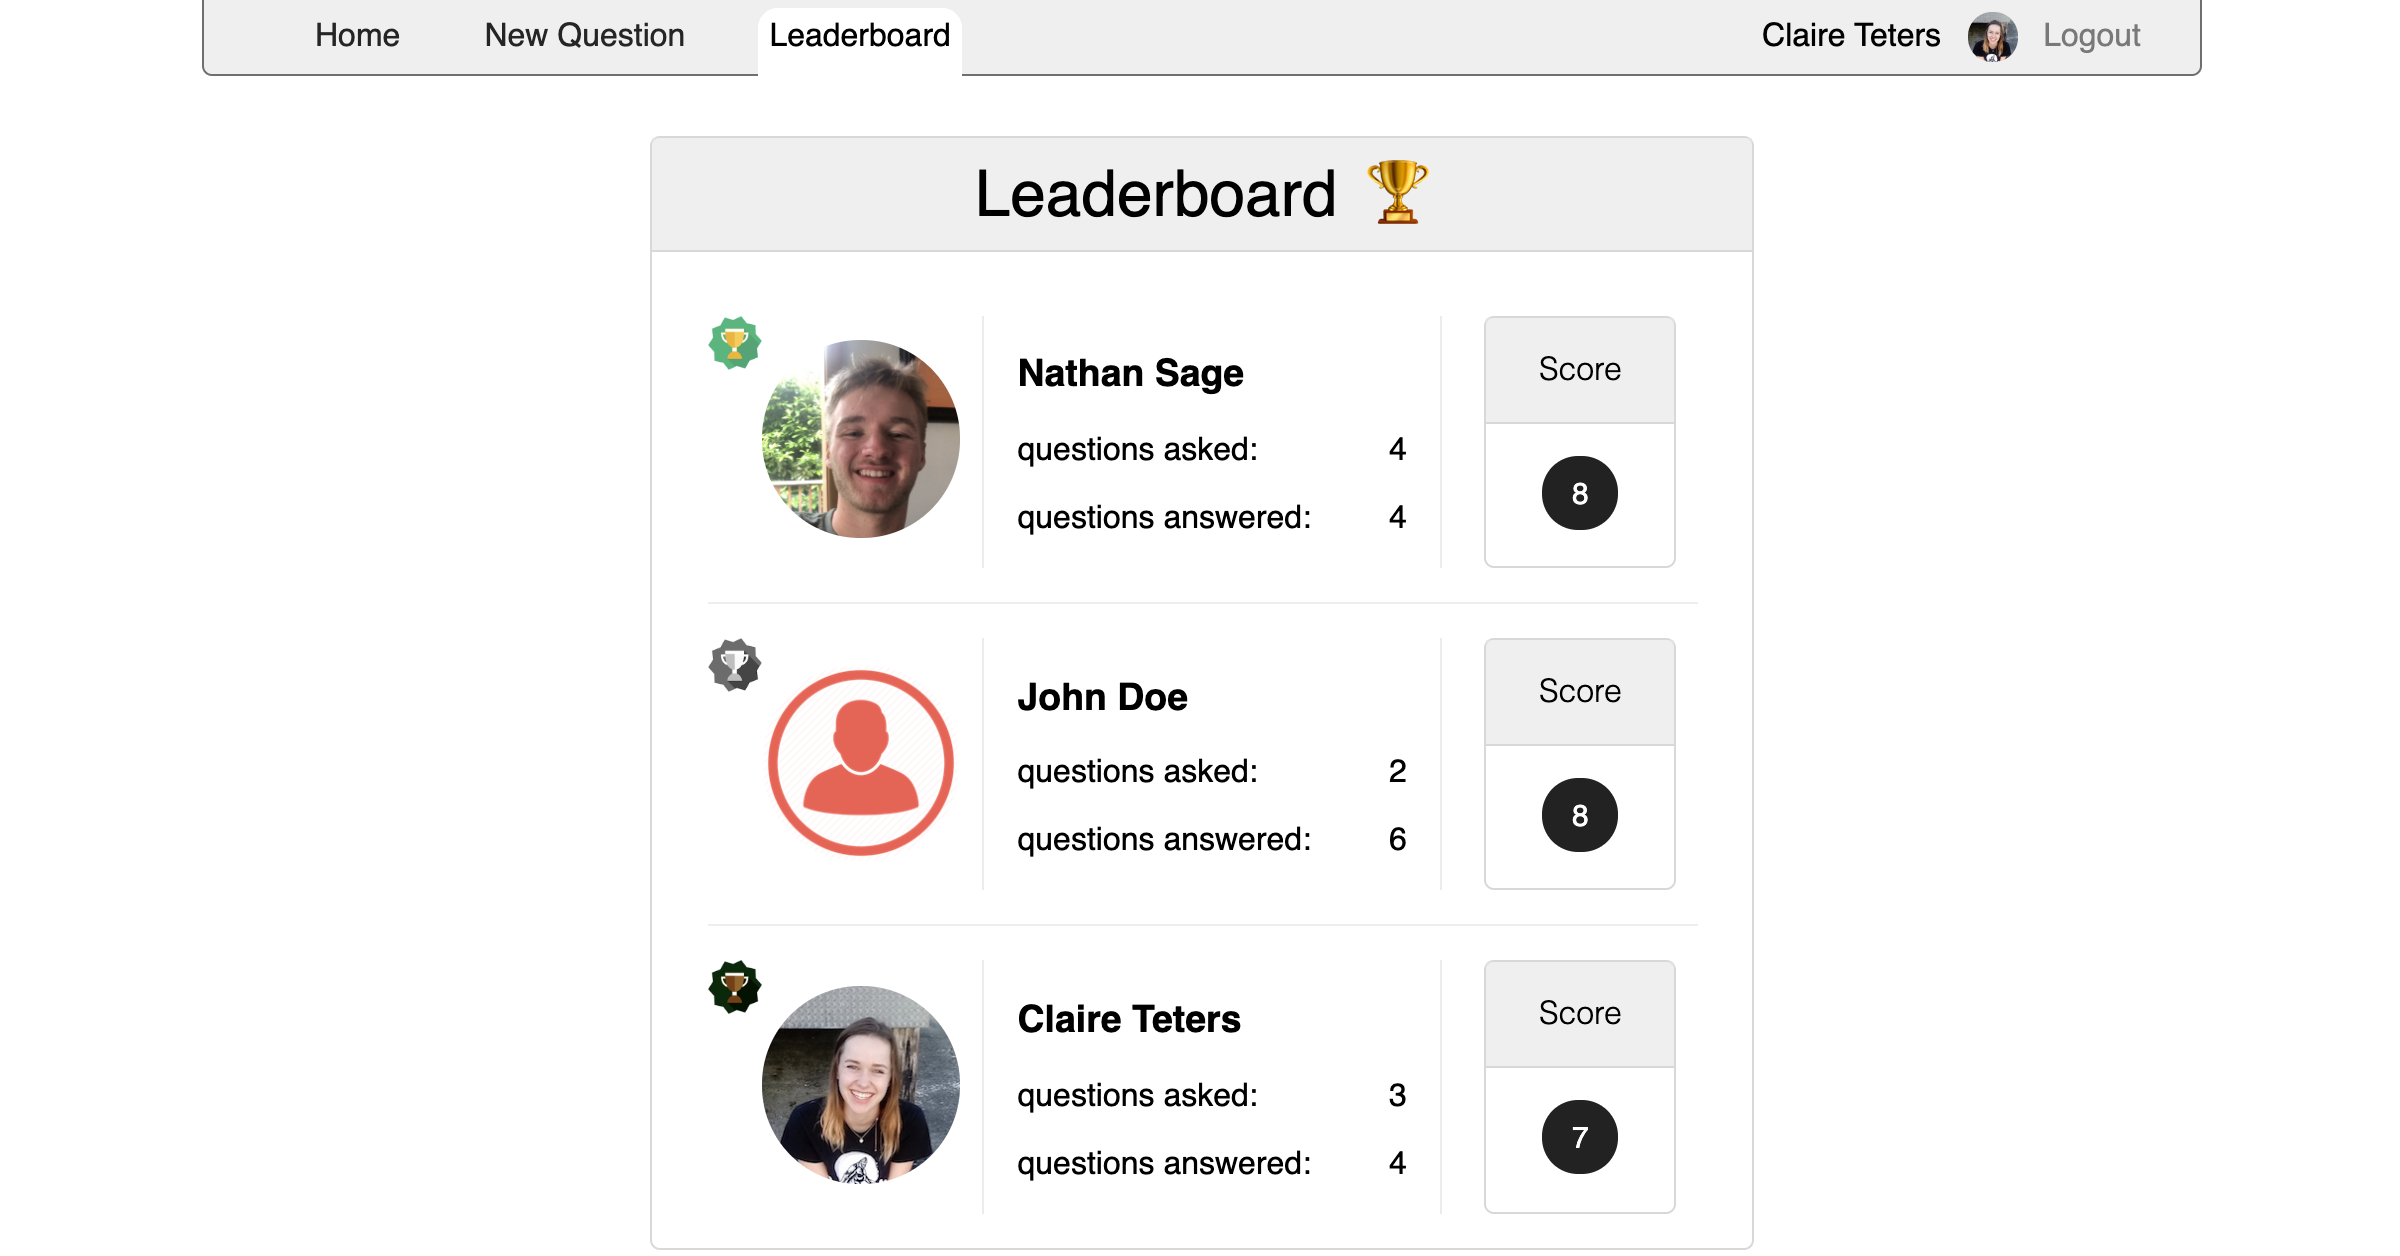 Home New Question Leaderboard Claire Teters Logout
Leaderboard
Nathan Sage
questions asked: 4
questions answered: 4
Score
8
John Doe
questions asked: 2
questions answered: 6
Score
8
Claire Teters
questions asked: 3
questions answered: 4
Score
7